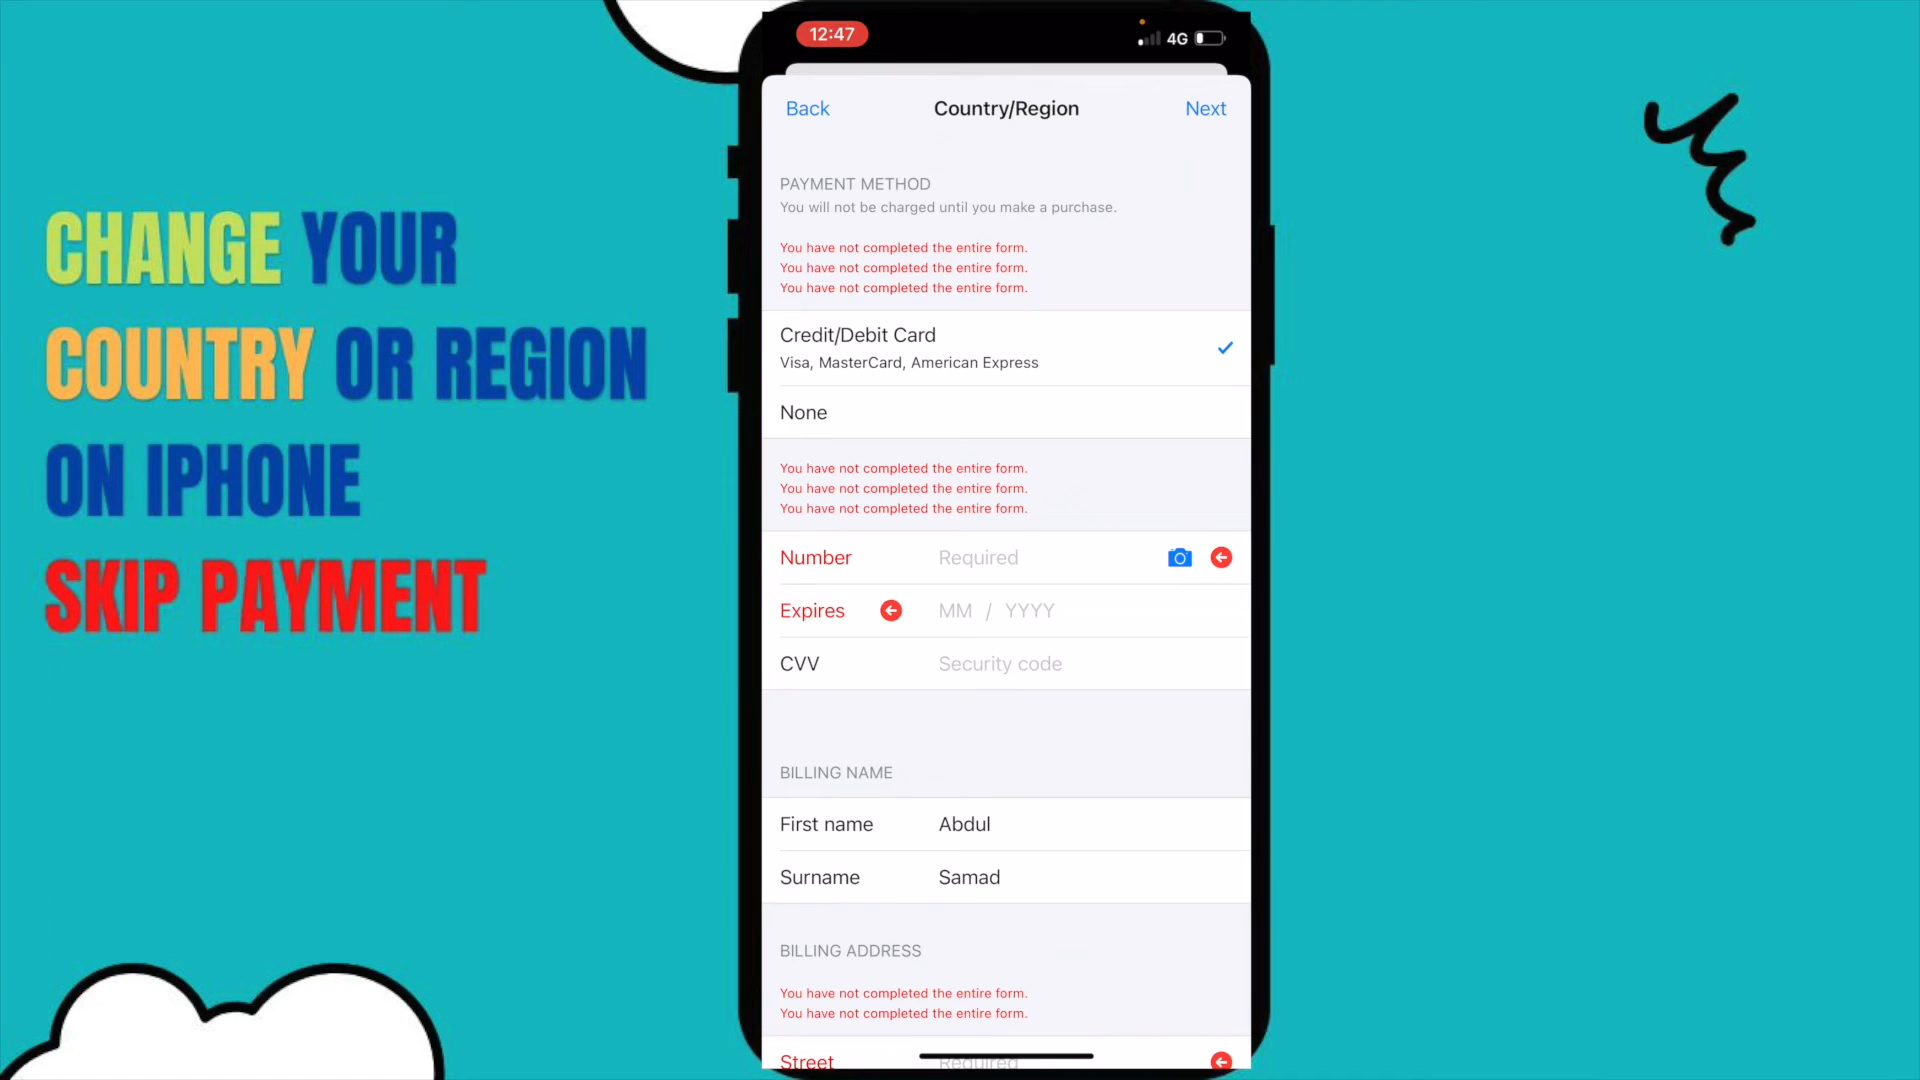 CHANGE YOUR
COUNTRY OR REGION
ON IPHONE
SKIP PAYMENT
12:47
4G
Back
Country/Region
Next
PAYMENT METHOD
You will not be charged until you make a purchase.
You have not completed the entire form.
You have not completed the entire form.
You have not completed the entire form.
Credit/Debit Card
Visa, MasterCard, American Express
None
You have not completed the entire form.
You have not completed the entire form.
You have not completed the entire form.
Number Required
Expires MM / YYYY
CVV Security code
BILLING NAME
First name Abdul
Surname Samad
BILLING ADDRESS
You have not completed the entire form.
You have not completed the entire form.
Street Required